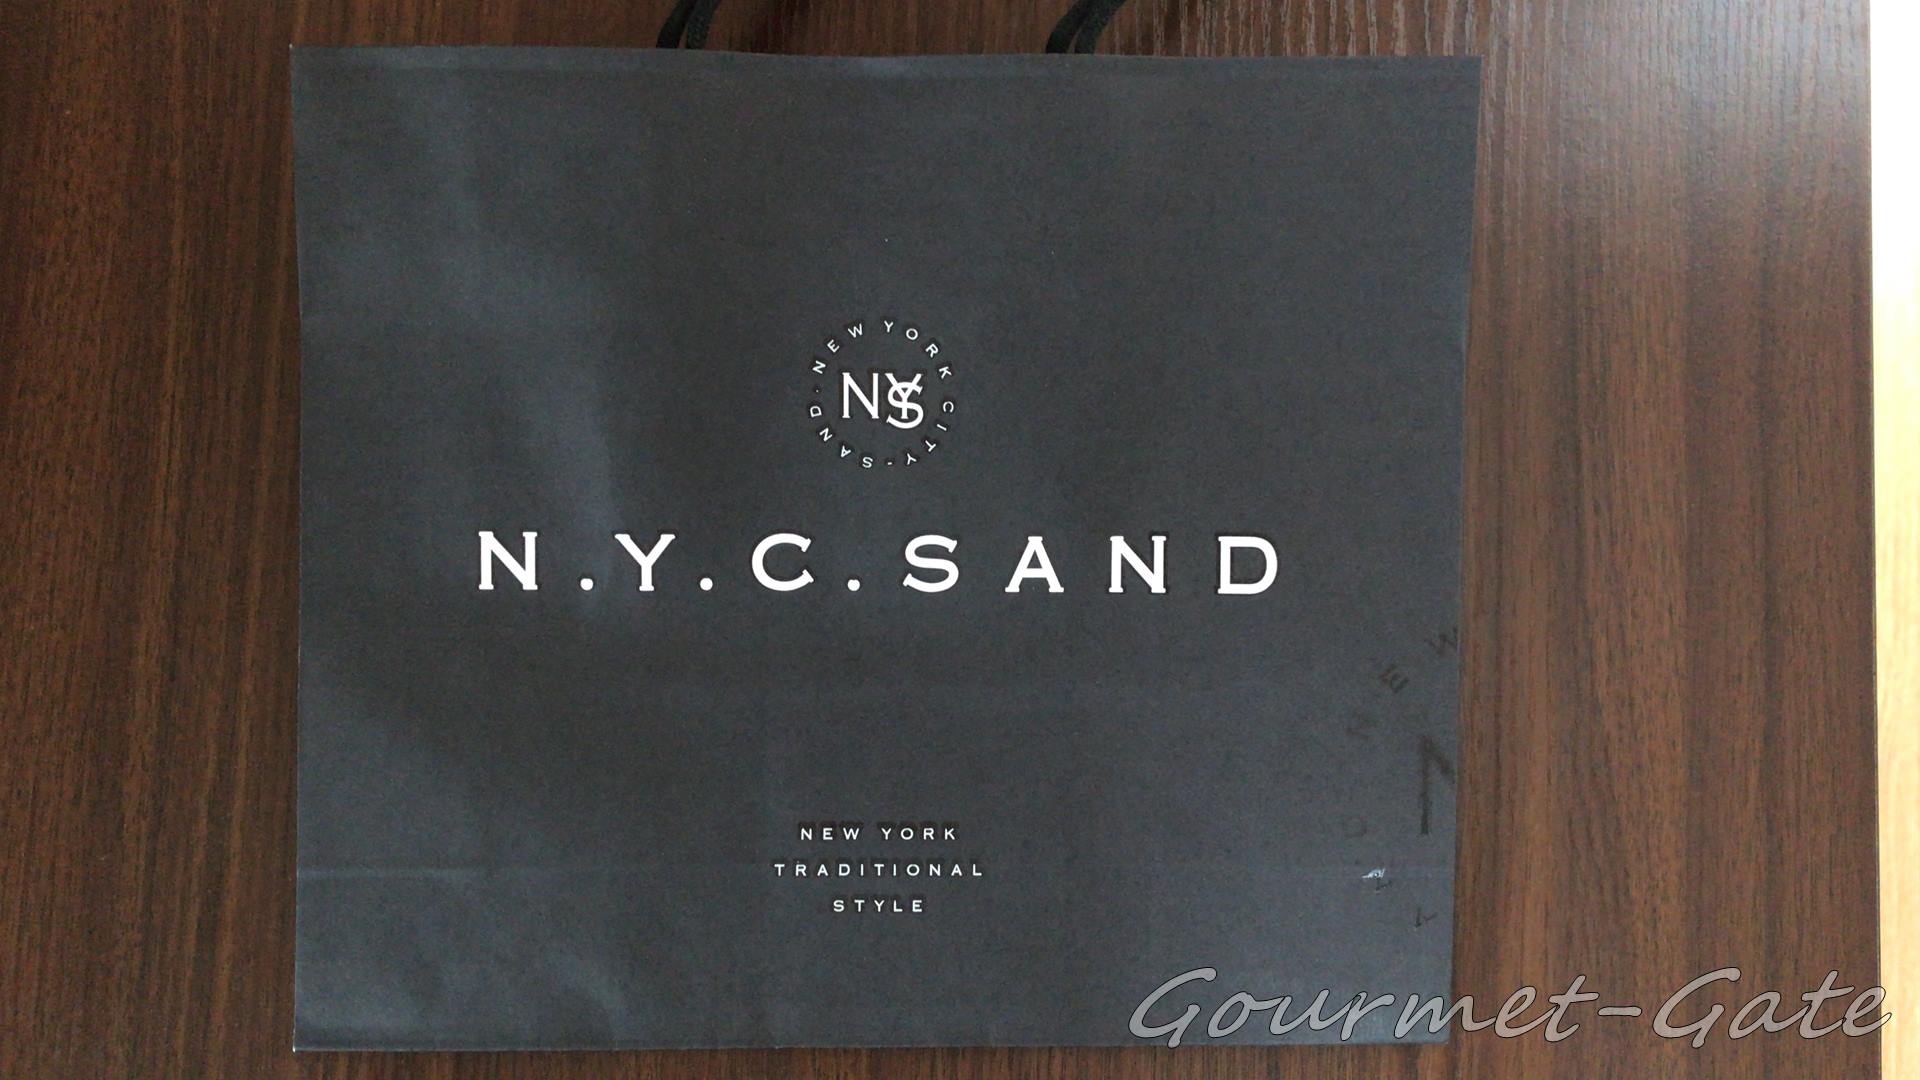 NEW YORK CITY · SAND ·
NYS
N.Y.C.SAND
NEW YORK
TRADITIONAL
STYLE
Gourmet-Gate